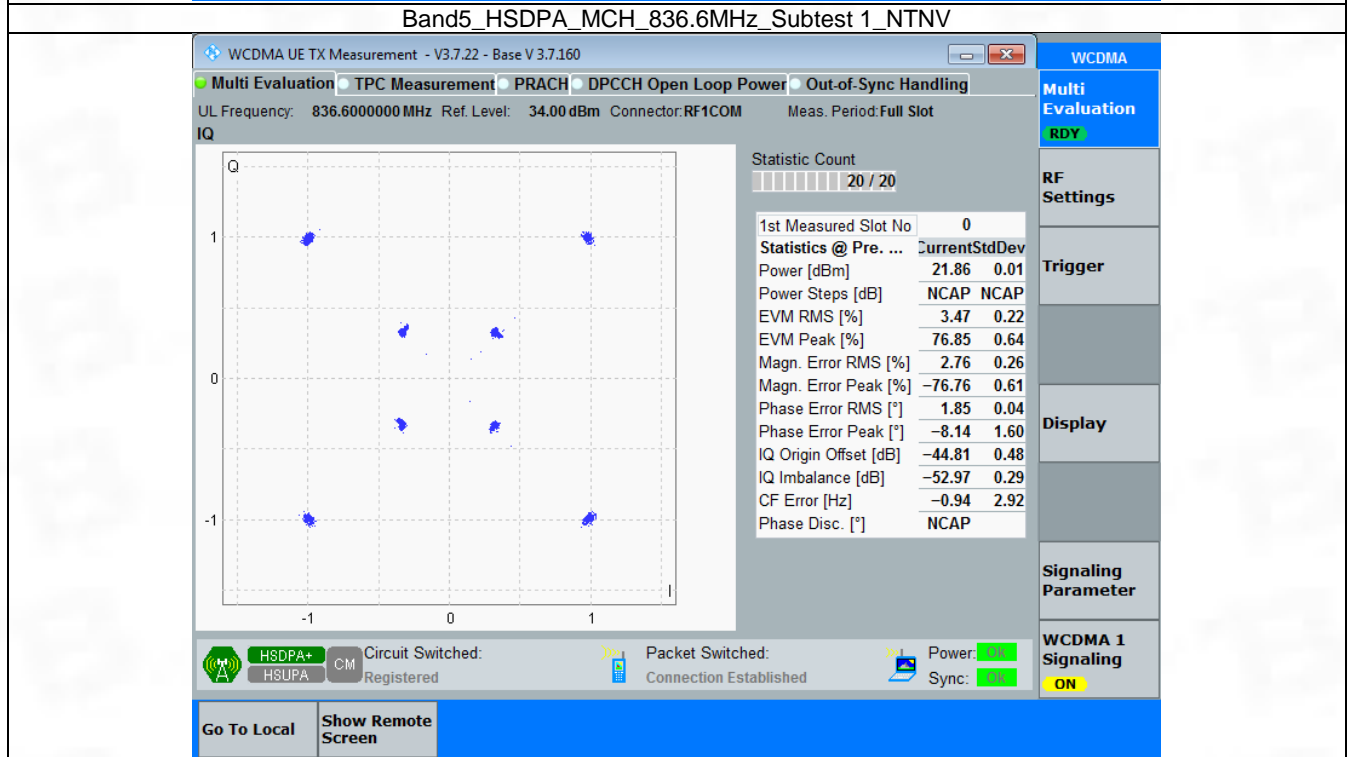 Band5_HSDPA_MCH_836.6MHz_Subtest 1_NTNV
WCDMA UE TX Measurement - V3.7.22 - Base V 3.7.160
WCDMA
Multi Evaluation TPC Measurement PRACH DPCCH Open Loop Power Out-of-Sync Handling
Multi Evaluation
RDY
UL Frequency: 836.6000000 MHz Ref. Level: 34.00 dBm Connector: RF1COM Meas. Period: Full Slot
IQ
Q
1
0
-1
-1 0 1
I
Statistic Count
20 / 20
1st Measured Slot No 0
Statistics @ Pre. ... Current StdDev
Power [dBm] 21.86 0.01
Power Steps [dB] NCAP NCAP
EVM RMS [%] 3.47 0.22
EVM Peak [%] 76.85 0.64
Magn. Error RMS [%] 2.76 0.26
Magn. Error Peak [%] −76.76 0.61
Phase Error RMS [°] 1.85 0.04
Phase Error Peak [°] −8.14 1.60
IQ Origin Offset [dB] −44.81 0.48
IQ Imbalance [dB] −52.97 0.29
CF Error [Hz] −0.94 2.92
Phase Disc. [°] NCAP
RF Settings
Trigger
Display
Signaling Parameter
WCDMA 1 Signaling
ON
HSDPA+
HSUPA
CM
Circuit Switched:
Registered
Packet Switched:
Connection Established
Power: Ok
Sync: Ok
Go To Local
Show Remote Screen